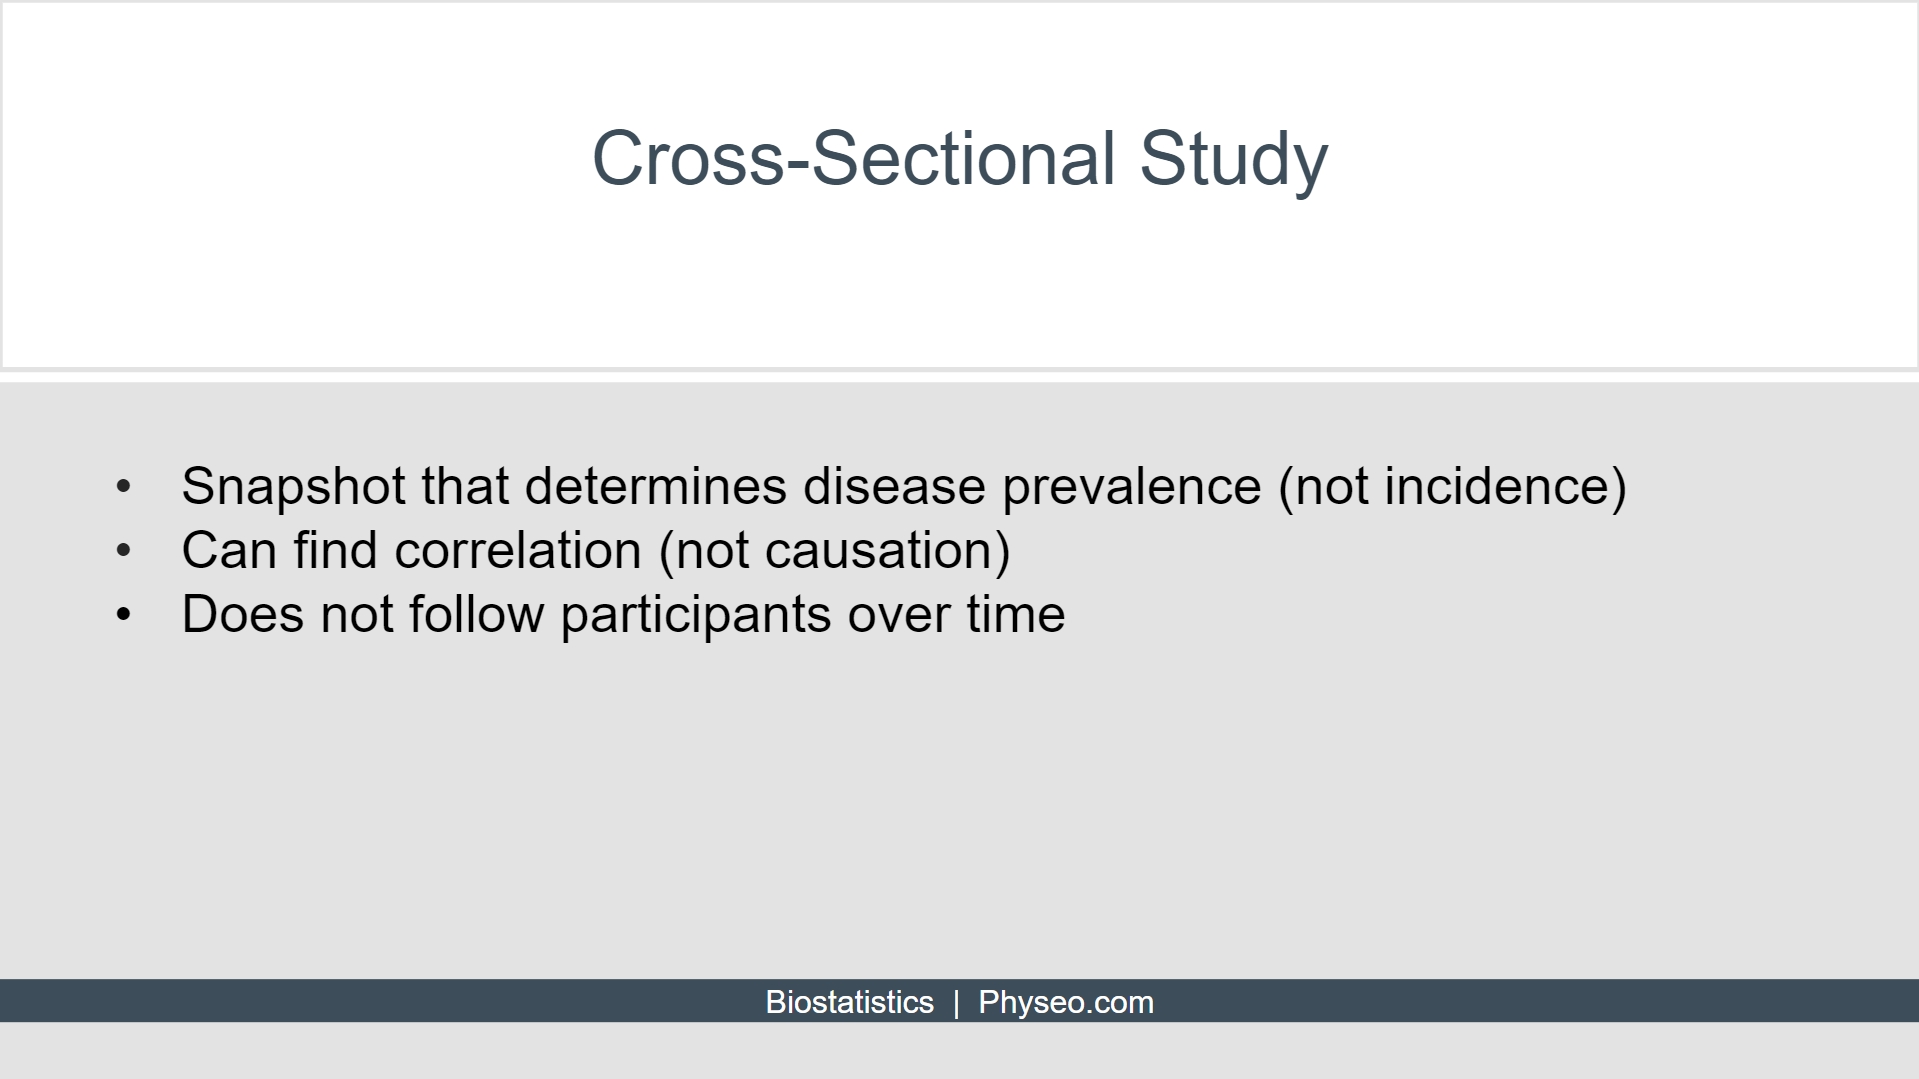 Cross-Sectional Study
• Snapshot that determines disease prevalence (not incidence)
• Can find correlation (not causation)
• Does not follow participants over time
Biostatistics | Physeo.com